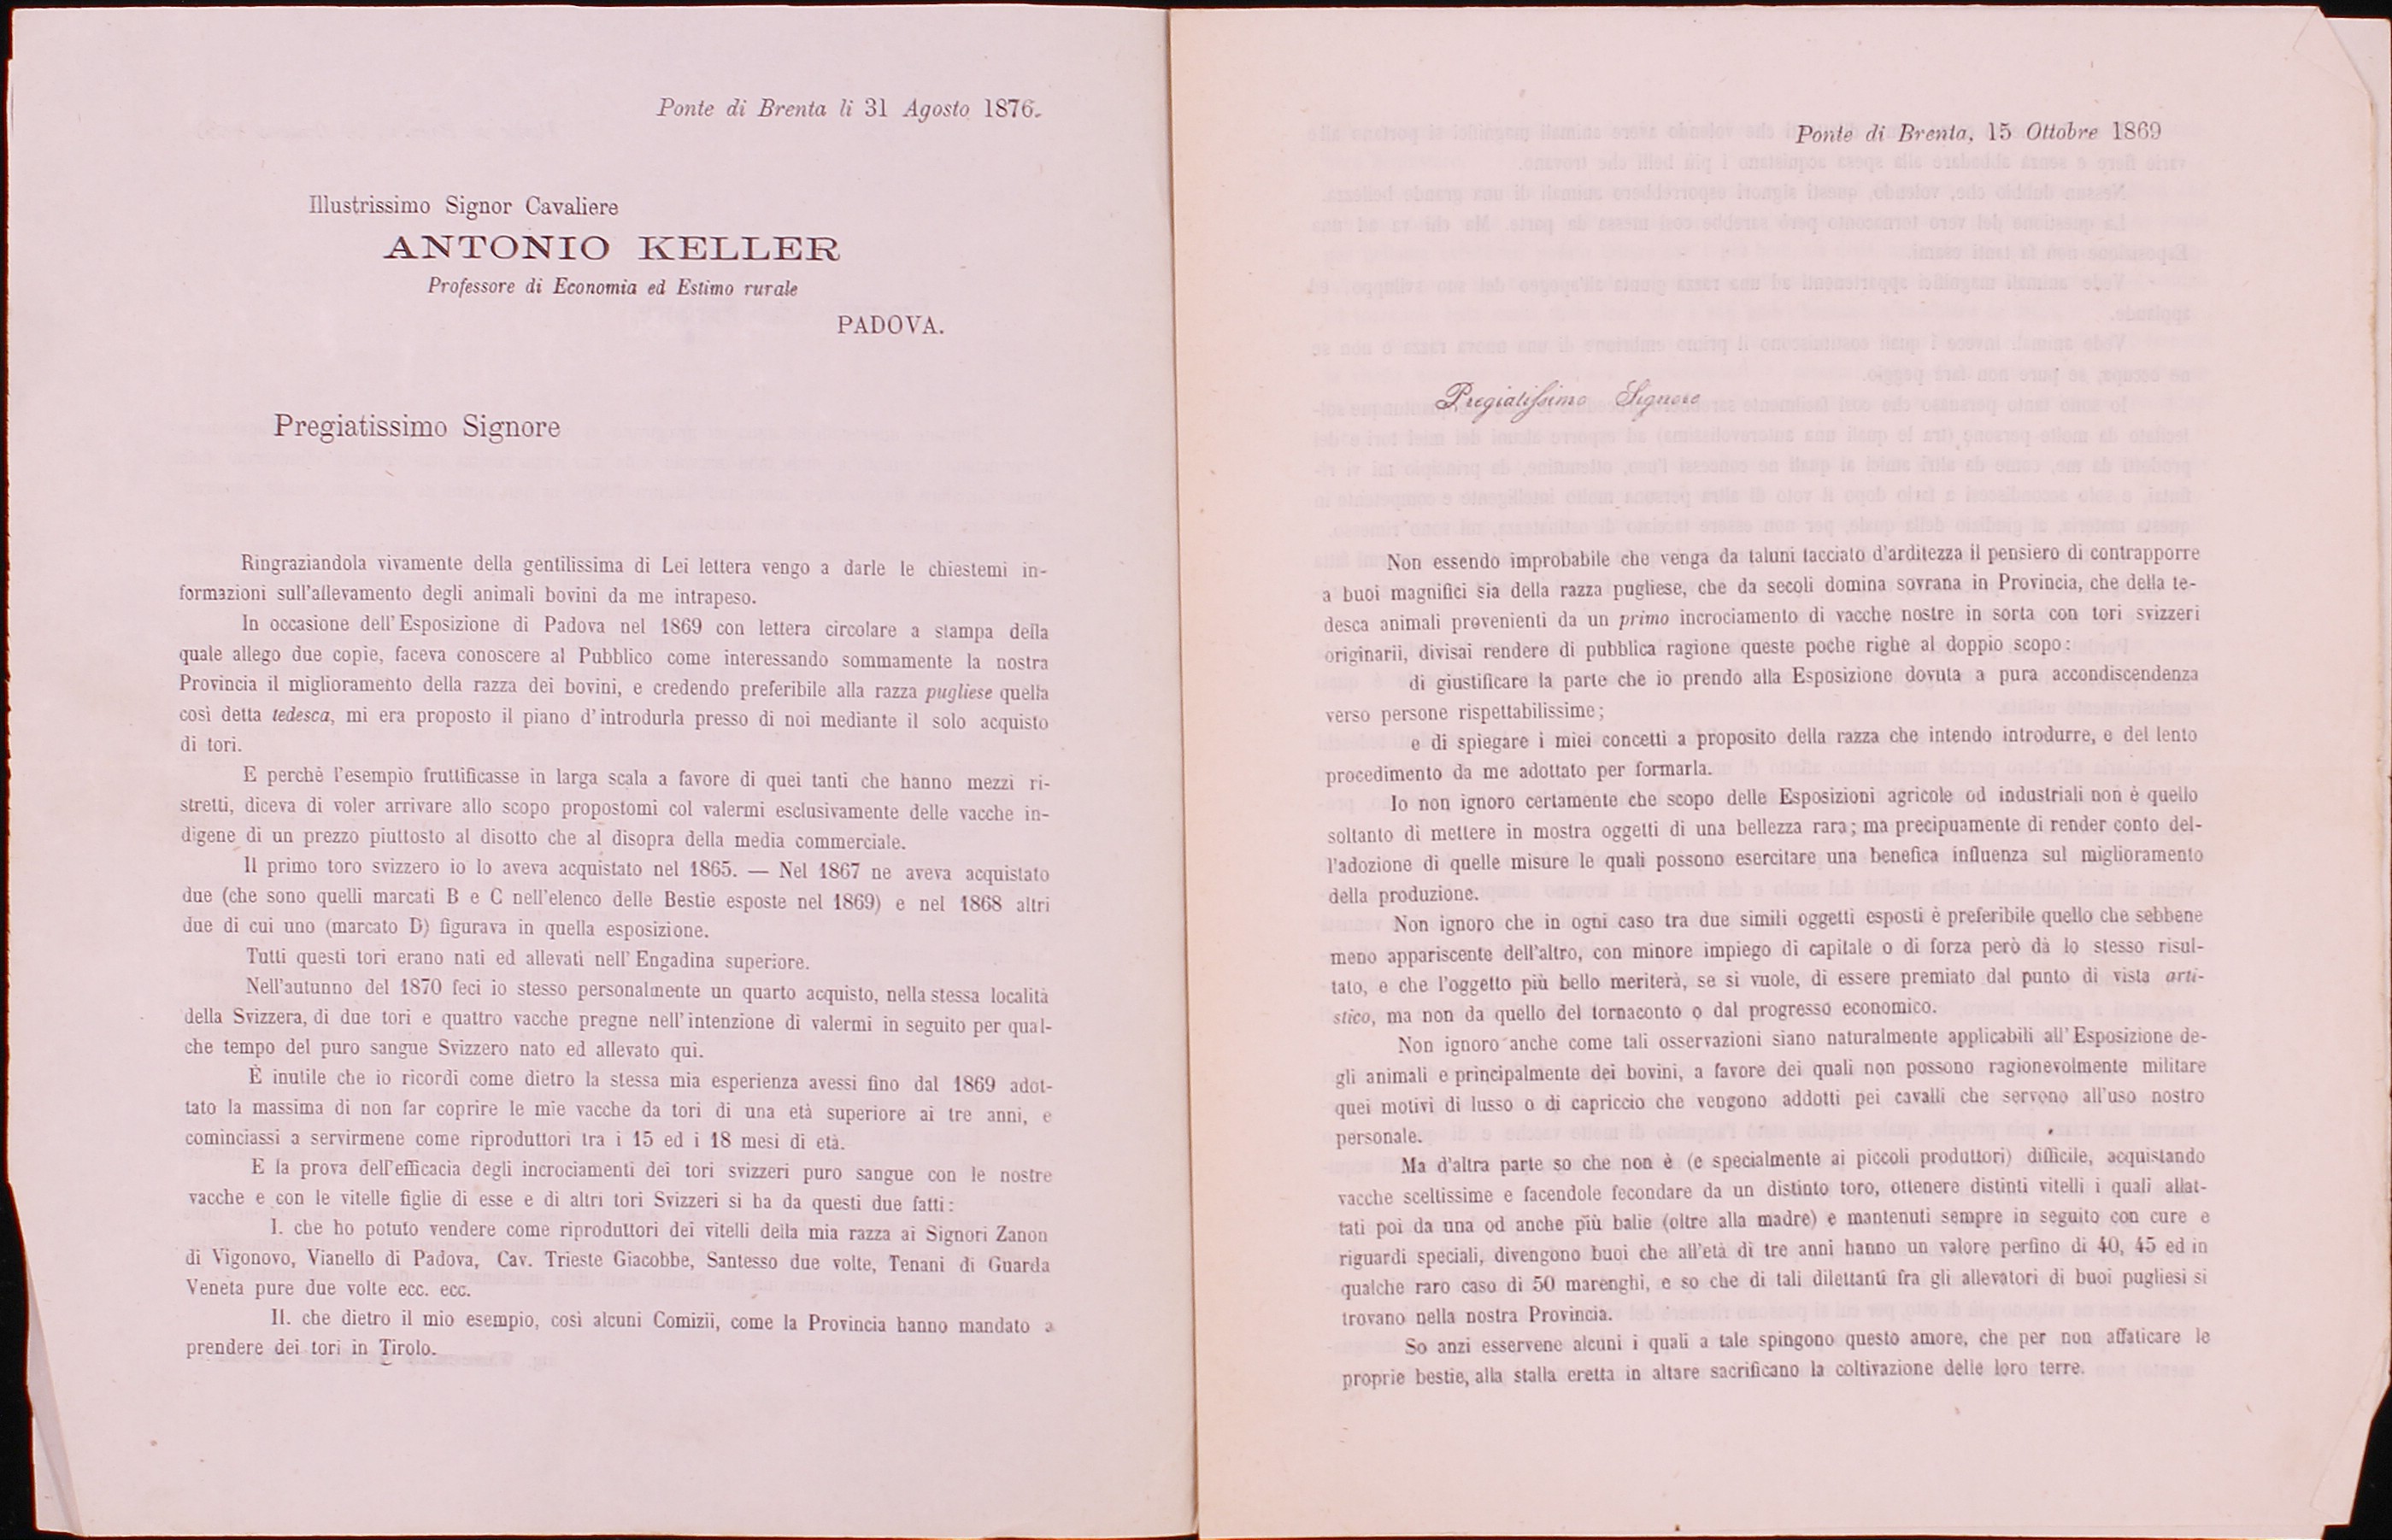 Ponte di Brenta li 31 Agosto 1876.
Illustrissimo Signor Cavaliere
ANTONIO KELLER
Professore di Economia ed Estimo rurale
PADOVA.
Pregiatissimo Signore
Ringraziandola vivamente della gentilissima di Lei lettera vengo a darle le chiestemi in-
formazioni sull'allevamento degli animali bovini da me intrapeso.
In occasione dell'Esposizione di Padova nel 1869 con lettera circolare a stampa della
quale allego due copie, faceva conoscere al Pubblico come interessando sommamente la nostra
Provincia il miglioramento della razza dei bovini, e credendo preferibile alla razza pugliese quella
così detta tedesca, mi era proposto il piano d'introdurla presso di noi mediante il solo acquisto
di tori.
E perchè l'esempio fruttificasse in larga scala a favore di quei tanti che hanno mezzi ri-
stretti, diceva di voler arrivare allo scopo propostomi col valermi esclusivamente delle vacche in-
digene di un prezzo piuttosto al disotto che al disopra della media commerciale.
Il primo toro svizzero io lo aveva acquistato nel 1865. — Nel 1867 ne aveva acquistato
due (che sono quelli marcati B e C nell'elenco delle Bestie esposte nel 1869) e nel 1868 altri
due di cui uno (marcato D) figurava in quella esposizione.
Tutti questi tori erano nati ed allevati nell'Engadina superiore.
Nell'autunno del 1870 feci io stesso personalmente un quarto acquisto, nella stessa località
della Svizzera, di due tori e quattro vacche pregne nell'intenzione di valermi in seguito per qual-
che tempo del puro sangue Svizzero nato ed allevato qui.
È inutile che io ricordi come dietro la stessa mia esperienza avessi fino dal 1869 adot-
tato la massima di non far coprire le mie vacche da tori di una età superiore ai tre anni, e
cominciassi a servirmene come riproduttori tra i 15 ed i 18 mesi di età.
E la prova dell'efficacia degli incrociamenti dei tori svizzeri puro sangue con le nostre
vacche e con le vitelle figlie di esse e di altri tori Svizzeri si ha da questi due fatti:
I. che ho potuto vendere come riproduttori dei vitelli della mia razza ai Signori Zanon
di Vigonovo, Vianello di Padova, Cav. Trieste Giacobbe, Santesso due volte, Tenani di Guarda
Veneta pure due volte ecc. ecc.
II. che dietro il mio esempio, così alcuni Comizii, come la Provincia hanno mandato a
prendere dei tori in Tirolo.
Ponte di Brenta, 15 Ottobre 1869
Pregiatissimo Signore
Non essendo improbabile che venga da taluni tacciato d'arditezza il pensiero di contrapporre
a buoi magnifici sia della razza pugliese, che da secoli domina sovrana in Provincia, che della te-
desca animali provenienti da un primo incrociamento di vacche nostre in sorta con tori svizzeri
originarii, divisai rendere di pubblica ragione queste poche righe al doppio scopo:
di giustificare la parte che io prendo alla Esposizione dovuta a pura accondiscendenza
verso persone rispettabilissime;
e di spiegare i miei concetti a proposito della razza che intendo introdurre, e del lento
procedimento da me adottato per formarla.
Io non ignoro certamente che scopo delle Esposizioni agricole od industriali non è quello
soltanto di mettere in mostra oggetti di una bellezza rara; ma precipuamente di render conto del-
l'adozione di quelle misure le quali possono esercitare una benefica influenza sul miglioramento
della produzione.
Non ignoro che in ogni caso tra due simili oggetti esposti è preferibile quello che sebbene
meno appariscente dell'altro, con minore impiego di capitale o di forza però dà lo stesso risul-
tato, e che l'oggetto più bello meriterà, se si vuole, di essere premiato dal punto di vista arti-
stico, ma non da quello del tornaconto o dal progresso economico.
Non ignoro anche come tali osservazioni siano naturalmente applicabili all'Esposizione de-
gli animali e principalmente dei bovini, a favore dei quali non possono ragionevolmente militare
quei motivi di lusso o di capriccio che vengono addotti pei cavalli che servono all'uso nostro
personale.
Ma d'altra parte so che non è (e specialmente ai piccoli produttori) difficile, acquistando
vacche sceltissime e facendole fecondare da un distinto toro, ottenere distinti vitelli i quali allat-
tati poi da una od anche più balie (oltre alla madre) e mantenuti sempre in seguito con cure e
riguardi speciali, divengono buoi che all'età di tre anni hanno un valore perfino di 40, 45 ed in
qualche raro caso di 50 marenghi, e so che di tali dilettanti fra gli allevatori di buoi pugliesi si
trovano nella nostra Provincia.
So anzi esservene alcuni i quali a tale spingono questo amore, che per non affaticare le
proprie bestie, alla stalla eretta in altare sacrificano la coltivazione delle loro terre.